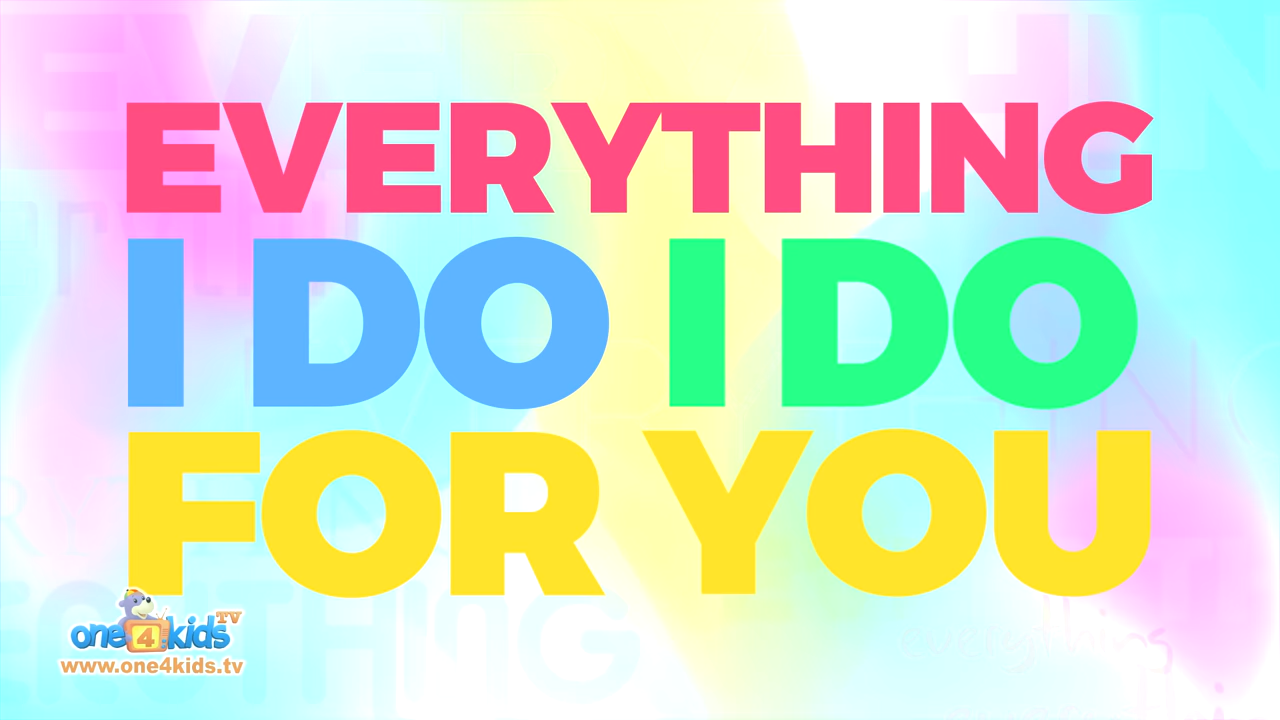 EVERYTHING
I DO I DO
FOR YOU
one4kids TV
www.one4kids.tv